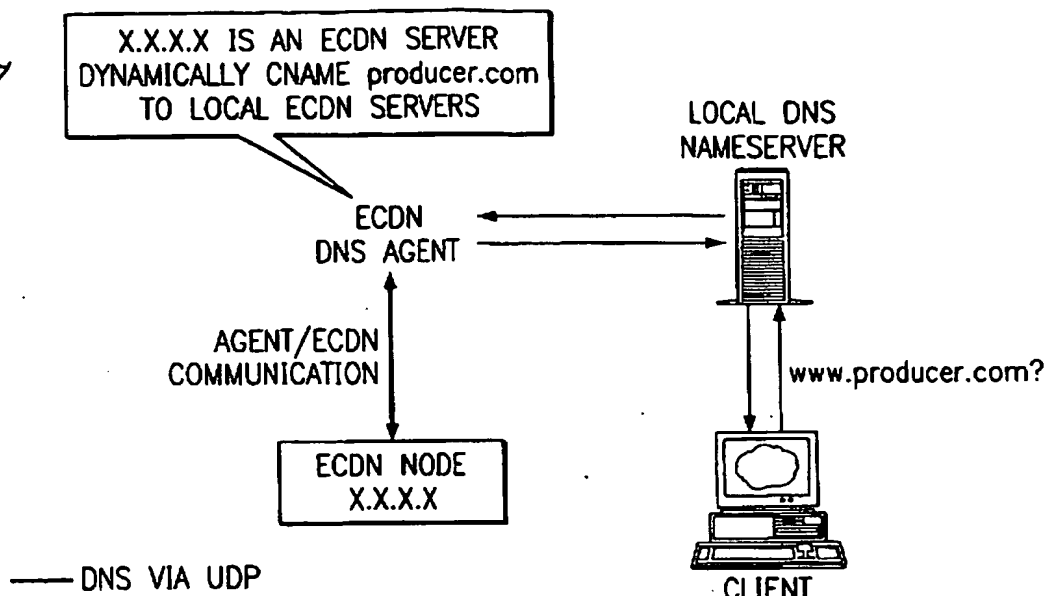 X.X.X.X IS AN ECDN SERVER
DYNAMICALLY CNAME producer.com
TO LOCAL ECDN SERVERS
LOCAL DNS
NAMESERVER
ECDN
DNS AGENT
AGENT/ECDN
COMMUNICATION
www.producer.com?
ECDN NODE
X.X.X.X
DNS VIA UDP
CLIENT